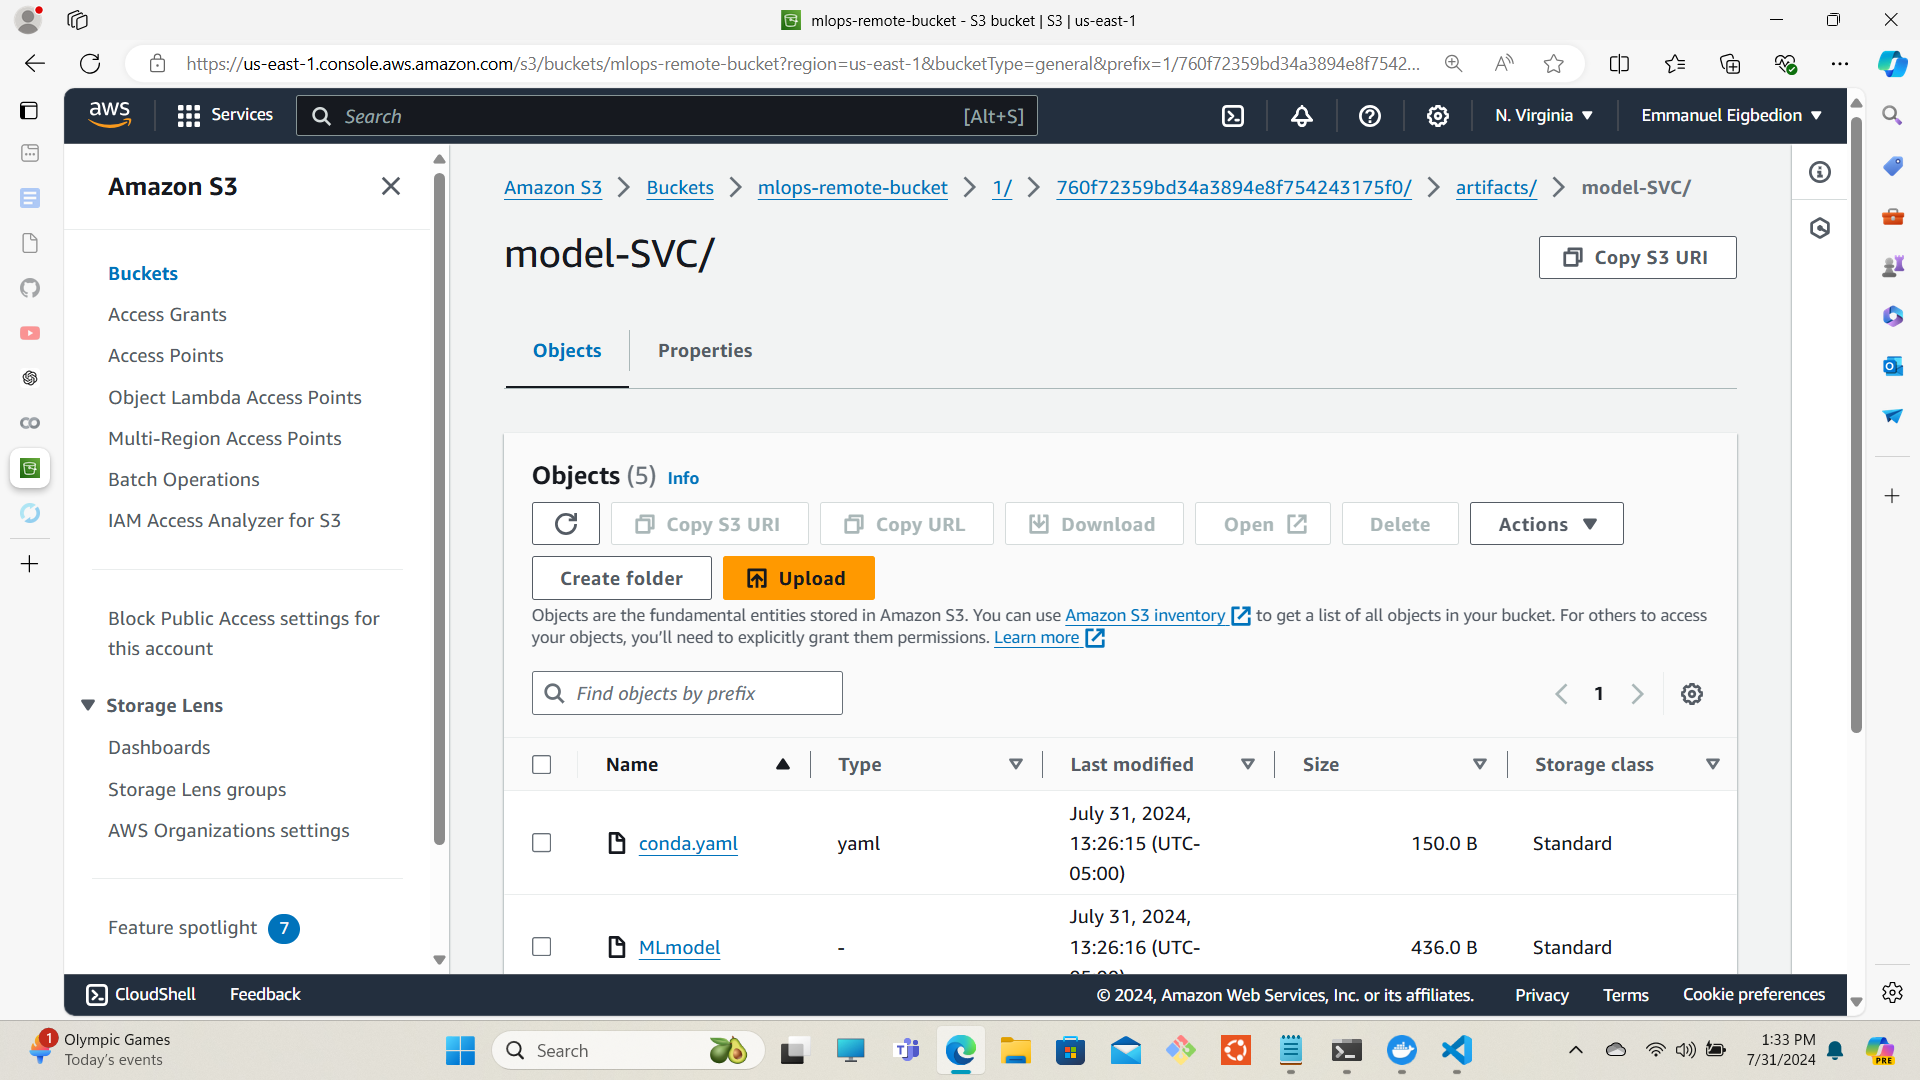 mlops-remote-bucket - S3 bucket | S3 | us-east-1
https://us-east-1.console.aws.amazon.com/s3/buckets/mlops-remote-bucket?region=us-east-1&bucketType=general&prefix=1/760f72359bd34a3894e8f7542...
aws
Services
Search
[Alt+S]
N. Virginia
Emmanuel Eigbedion
Amazon S3
Buckets
Access Grants
Access Points
Object Lambda Access Points
Multi-Region Access Points
Batch Operations
IAM Access Analyzer for S3
Block Public Access settings for
this account
Storage Lens
Dashboards
Storage Lens groups
AWS Organizations settings
Feature spotlight 7
Amazon S3 > Buckets > mlops-remote-bucket > 1/ > 760f72359bd34a3894e8f754243175f0/ > artifacts/ > model-SVC/
model-SVC/
Copy S3 URI
Objects
Properties
Objects (5) Info
Copy S3 URI
Copy URL
Download
Open
Delete
Actions
Create folder
Upload
Objects are the fundamental entities stored in Amazon S3. You can use Amazon S3 inventory to get a list of all objects in your bucket. For others to access
your objects, you'll need to explicitly grant them permissions. Learn more
Find objects by prefix
1
Name
Type
Last modified
Size
Storage class
conda.yaml
yaml
July 31, 2024,
13:26:15 (UTC-
05:00)
150.0 B
Standard
MLmodel
-
July 31, 2024,
13:26:16 (UTC-
05:00)
436.0 B
Standard
CloudShell
Feedback
© 2024, Amazon Web Services, Inc. or its affiliates.
Privacy
Terms
Cookie preferences
1
Olympic Games
Today's events
Search
1:33 PM
7/31/2024
PRE